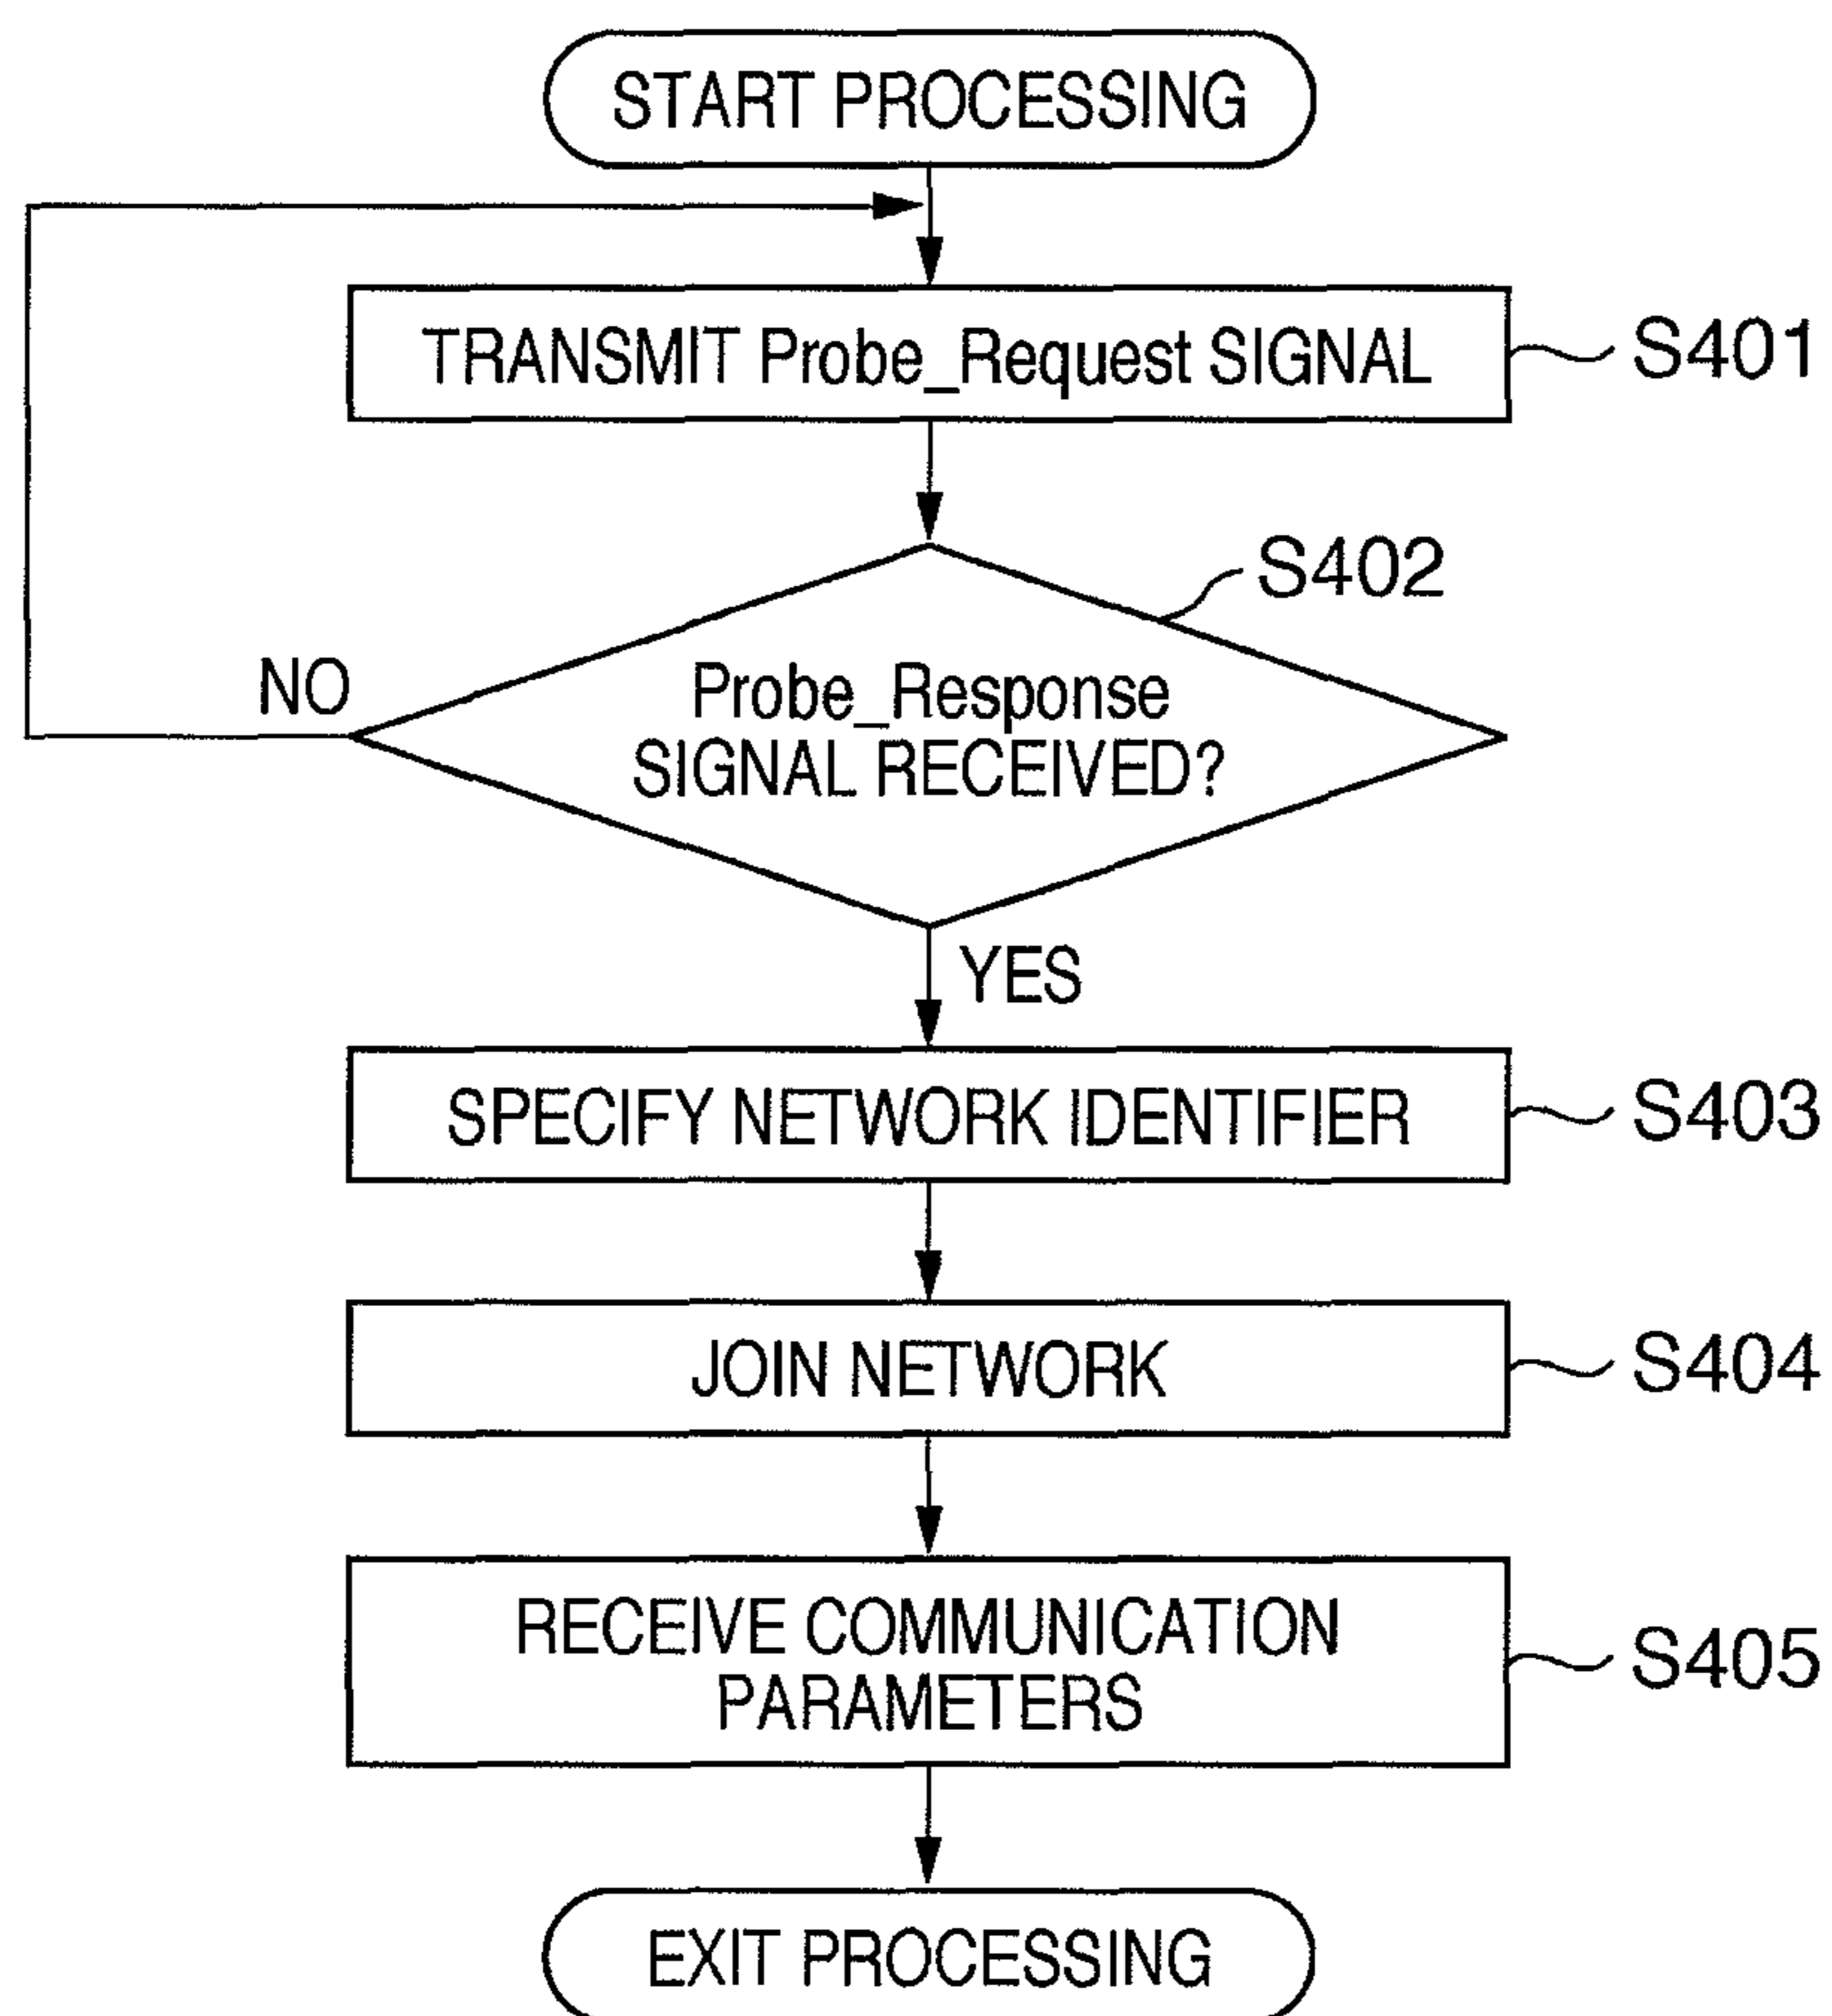 START PROCESSING
TRANSMIT Probe_Request SIGNAL
S401
S402
Probe_Response
SIGNAL RECEIVED?
NO
YES
SPECIFY NETWORK IDENTIFIER
S403
JOIN NETWORK
S404
RECEIVE COMMUNICATION
PARAMETERS
S405
EXIT PROCESSING